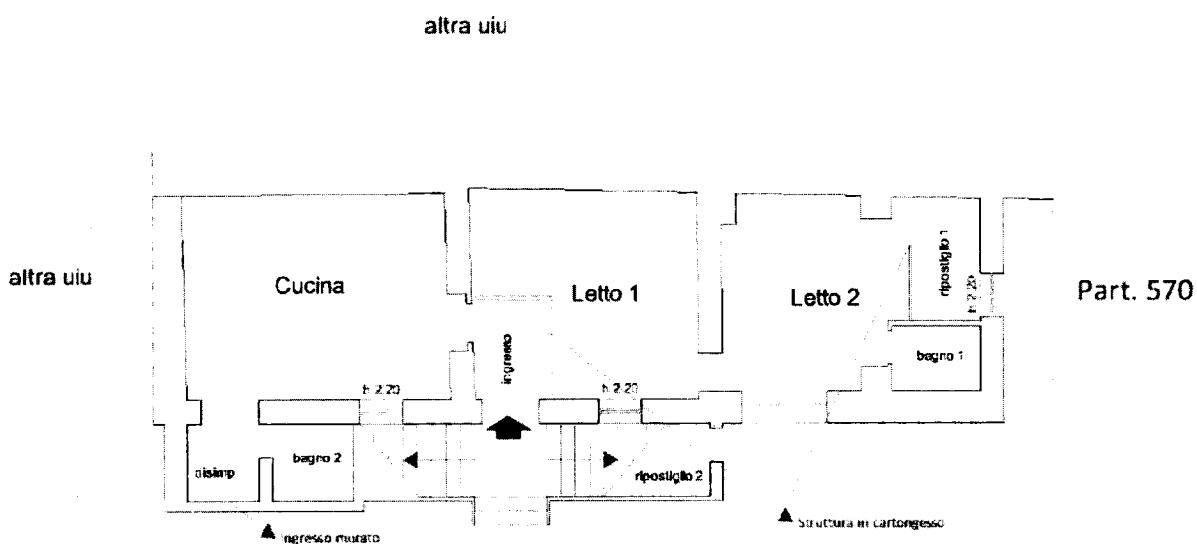 altra uiu
altra uiu
Cucina
Letto 1
Letto 2
ripostiglio 1
h 2.20
Part. 570
ingresso
bagno 1
h 2.20
h 2.20
disimp
bagno 2
ripostiglio 2
Ingresso murato
Struttura in cartongesso